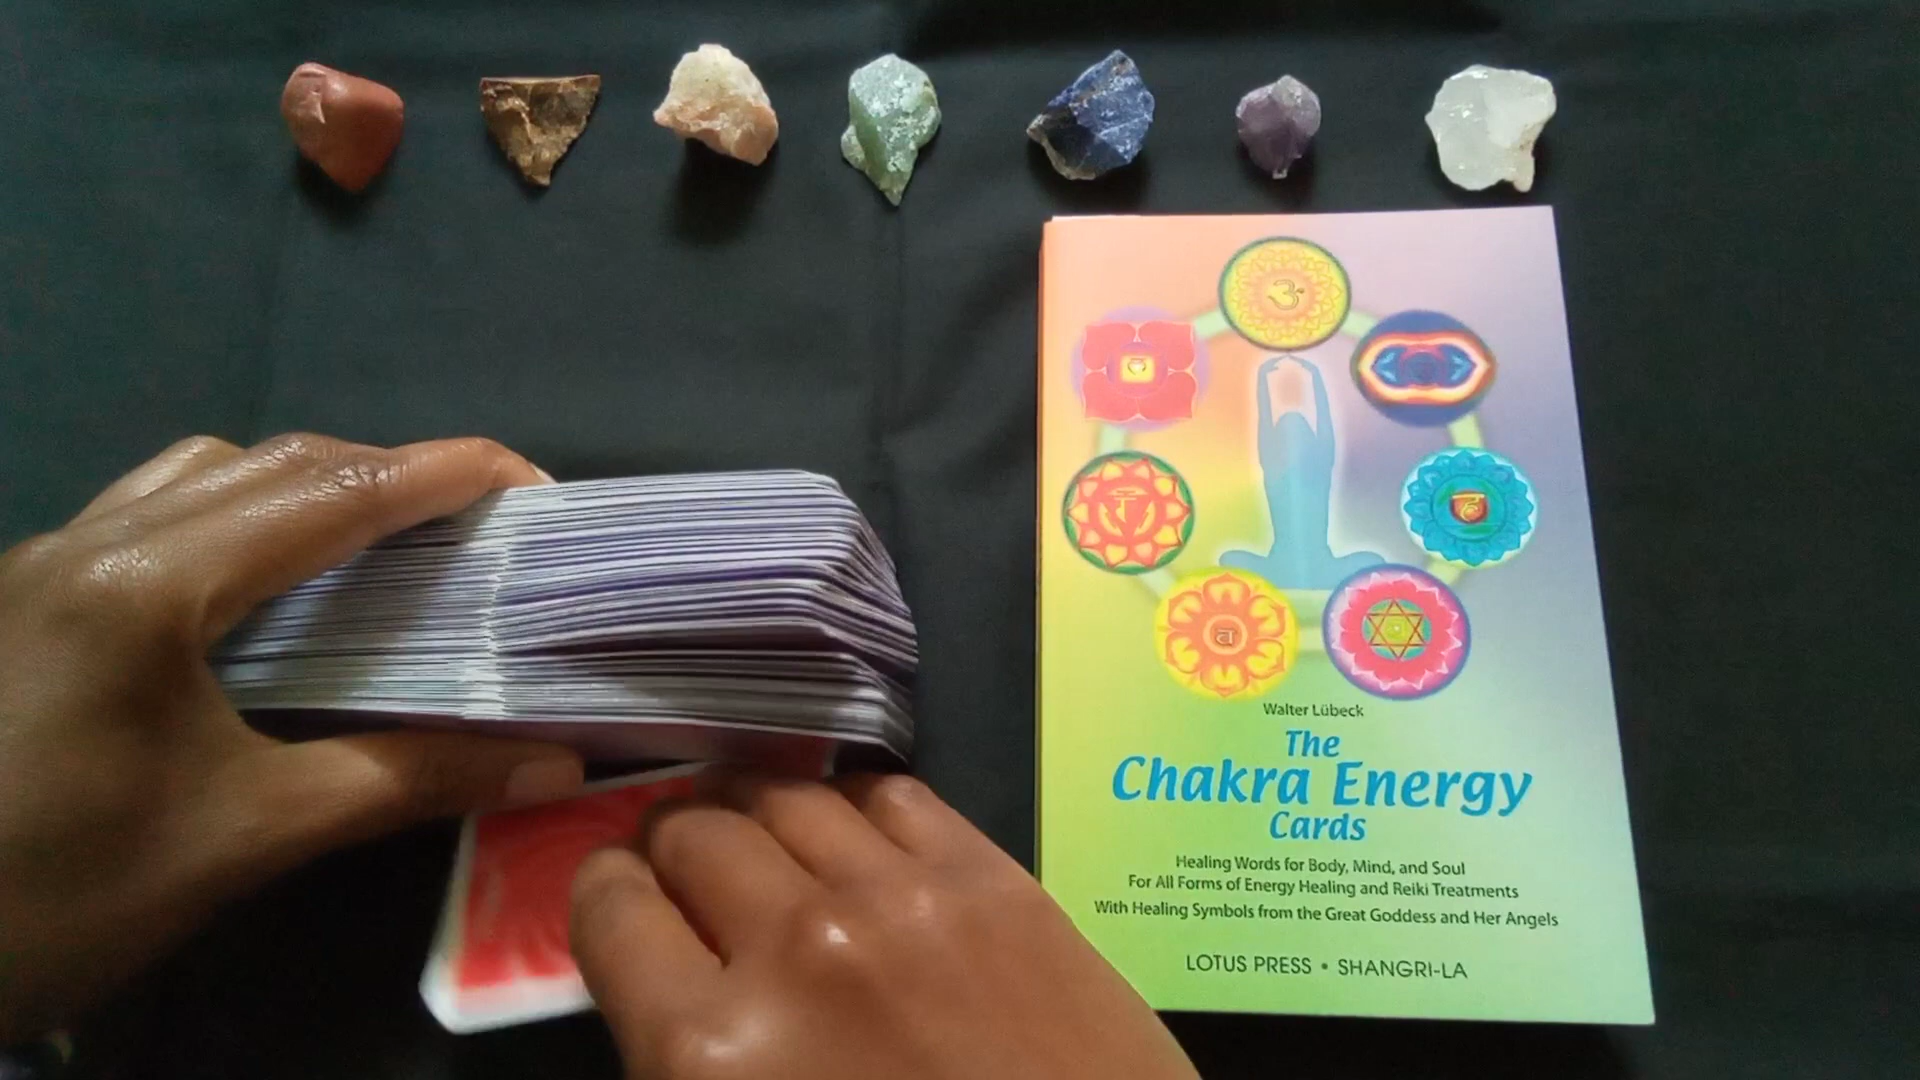 ॐ
व
Walter Lübeck
The
Chakra Energy
Cards
Healing Words for Body, Mind, and Soul
For All Forms of Energy Healing and Reiki Treatments
With Healing Symbols from the Great Goddess and Her Angels
LOTUS PRESS • SHANGRI-LA